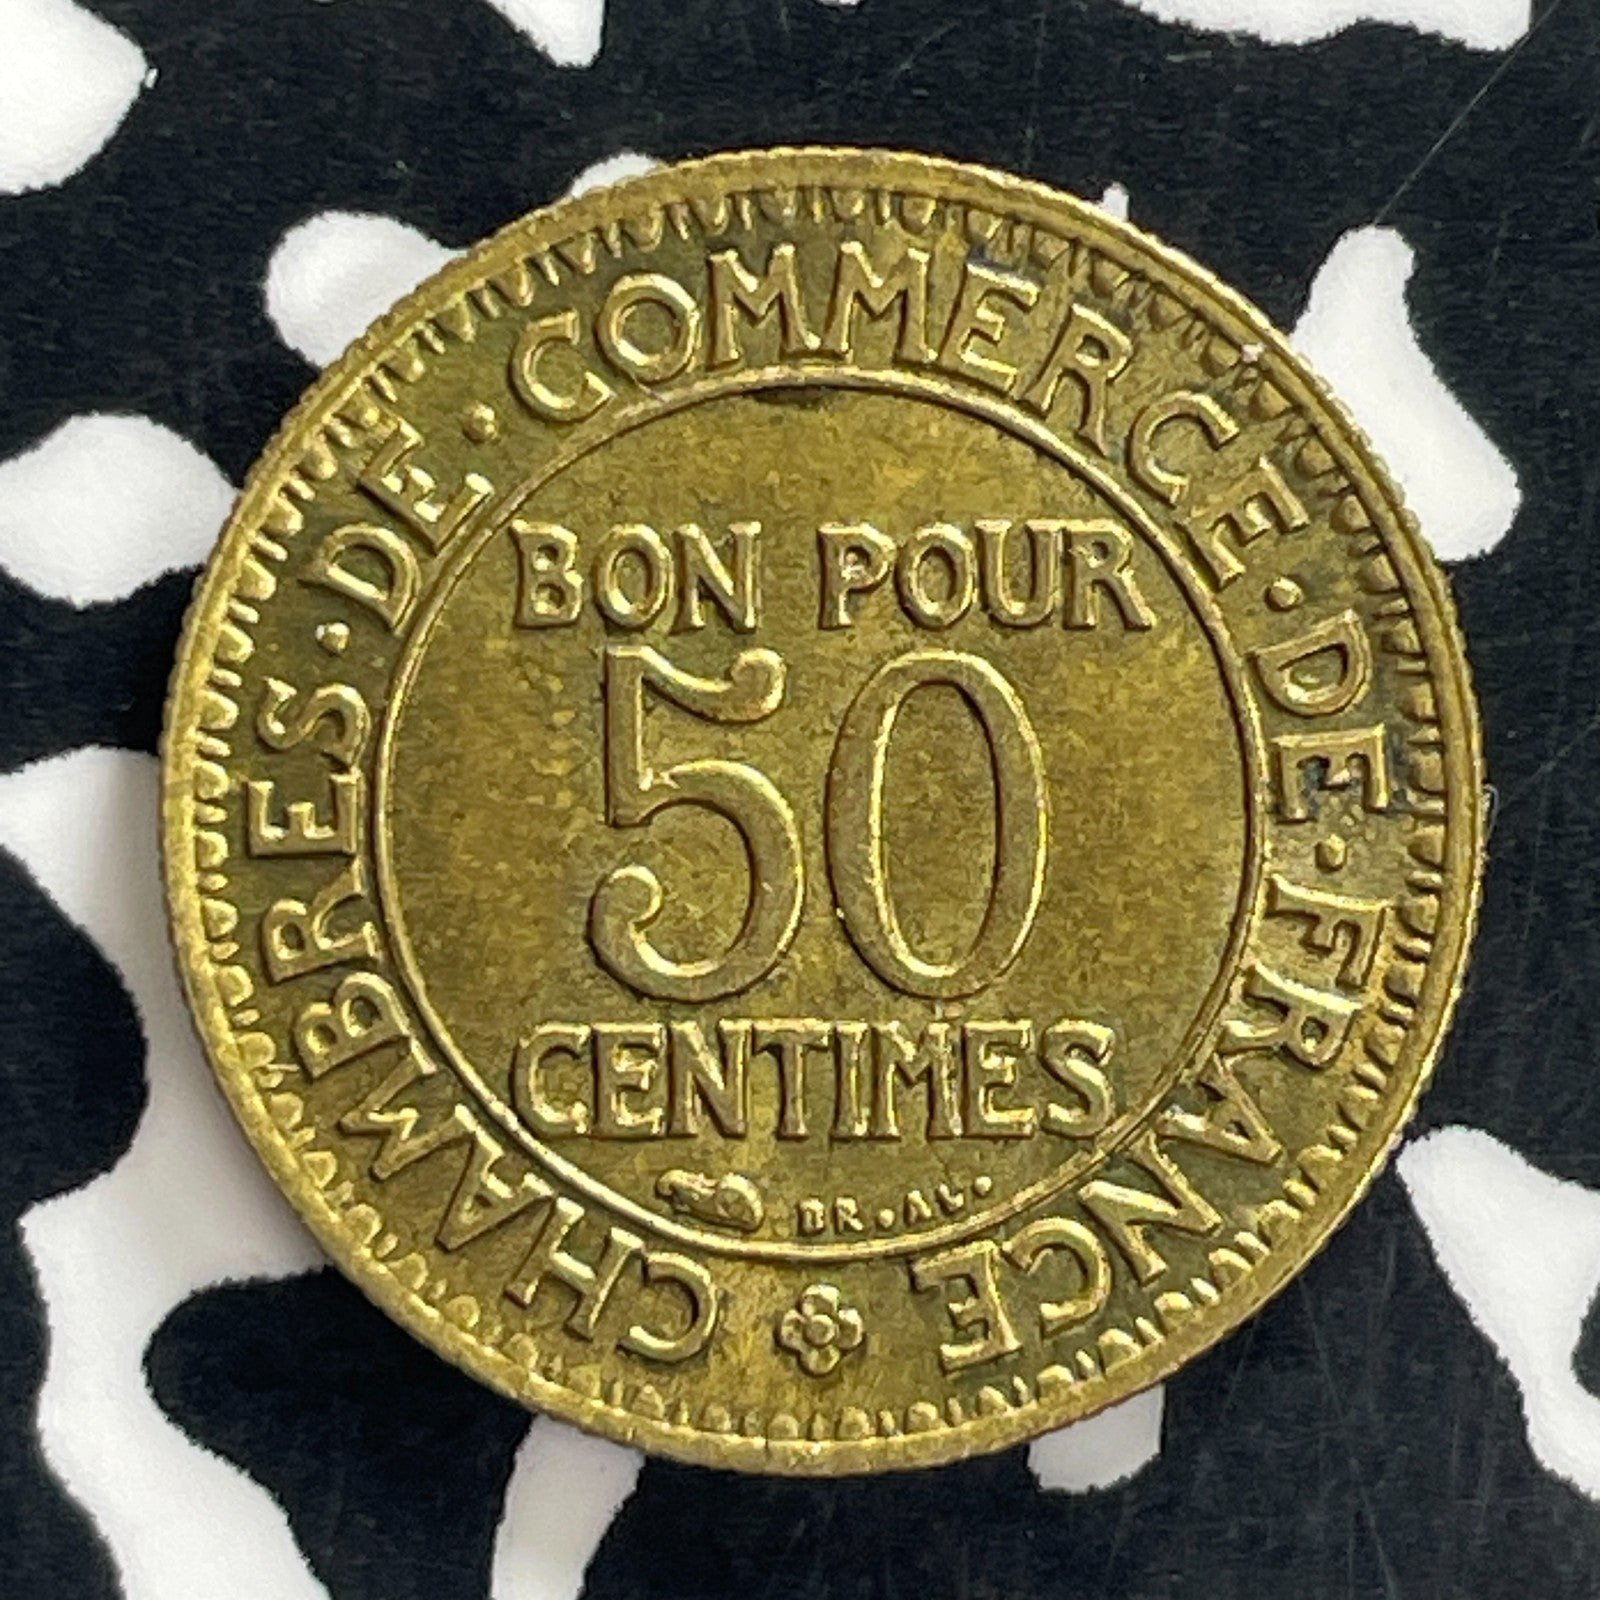 CHAMBRES·DE·COMMERCE·DE·FRANCE
BON POUR
50
CENTIMES
BR.AL.